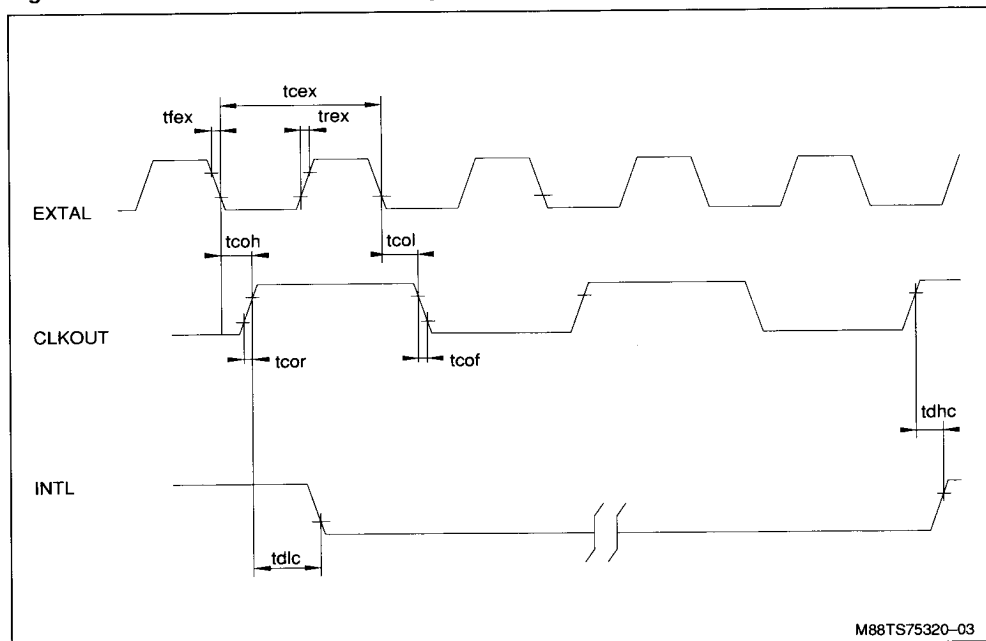 tcex
tfex
trex
EXTAL
tcoh
tcol
CLKOUT
tcor
tcof
tdhc
INTL
tdlc
M88TS75320–03